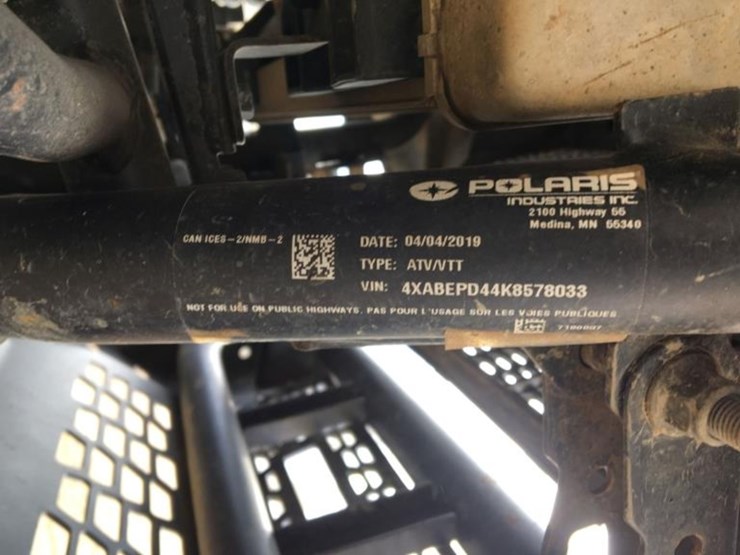 POLARIS
INDUSTRIES INC.
2100 Highway 55
Medina, MN 55340
CAN ICES-2/NMB-2
DATE: 04/04/2019
TYPE: ATV/VTT
VIN: 4XABEPD44K8578033
NOT FOR USE ON PUBLIC HIGHWAYS. PAS POUR L'USAGE SUR LES VOIES PUBLIQUES